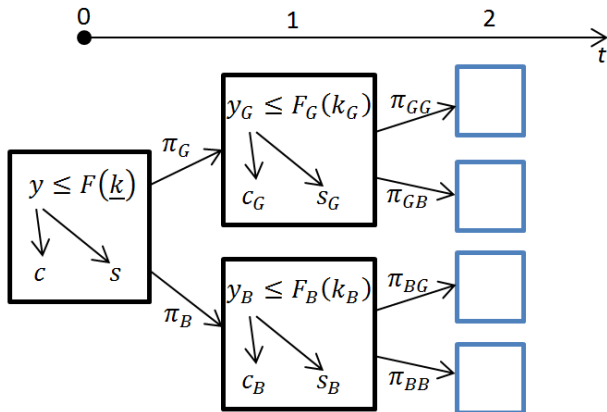 0 1 2
t
y ≤ F(k̲)
c s
π_G
π_B
y_G ≤ F_G(k_G)
c_G s_G
y_B ≤ F_B(k_B)
c_B s_B
π_GG
π_GB
π_BG
π_BB